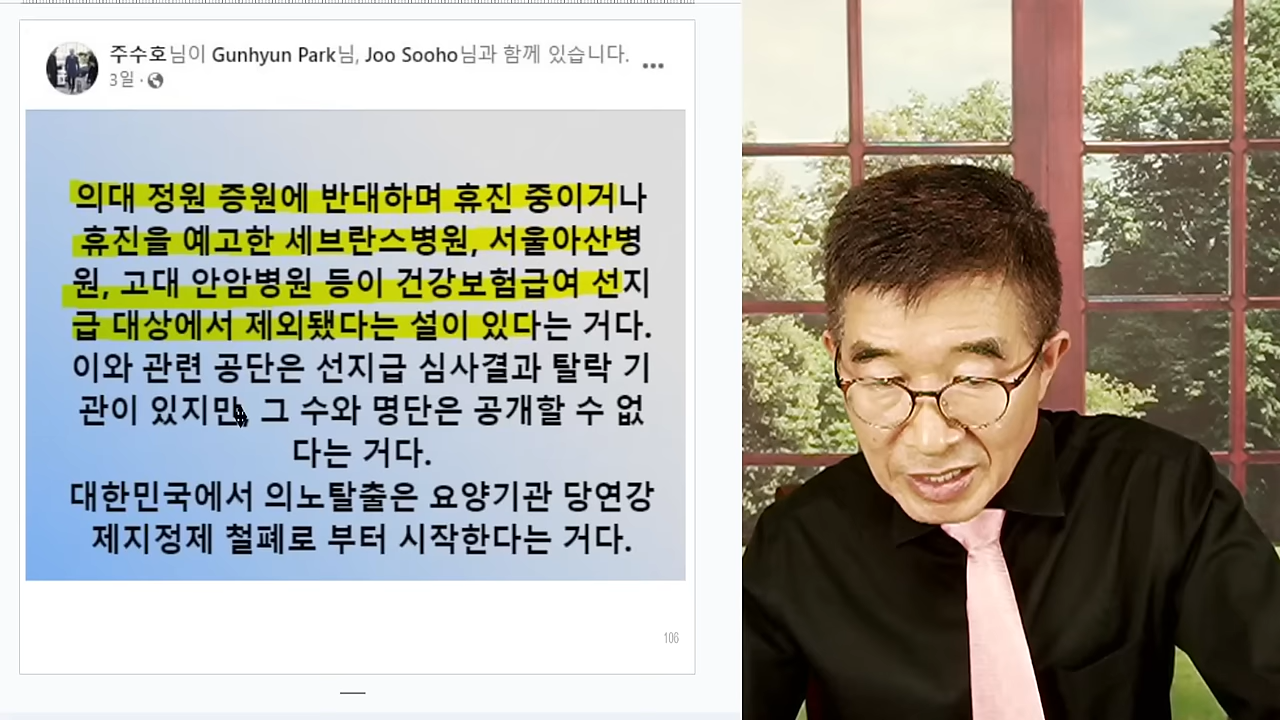 주수호님이 Gunhyun Park님, Joo Sooho님과 함께 있습니다.
3일 ·
의대 정원 증원에 반대하며 휴진 중이거나
휴진을 예고한 세브란스병원, 서울아산병
원, 고대 안암병원 등이 건강보험급여 선지
급 대상에서 제외됐다는 설이 있다는 거다.
이와 관련 공단은 선지급 심사결과 탈락 기
관이 있지만, 그 수와 명단은 공개할 수 없
다는 거다.
대한민국에서 의노탈출은 요양기관 당연강
제지정제 철폐로 부터 시작한다는 거다.
106